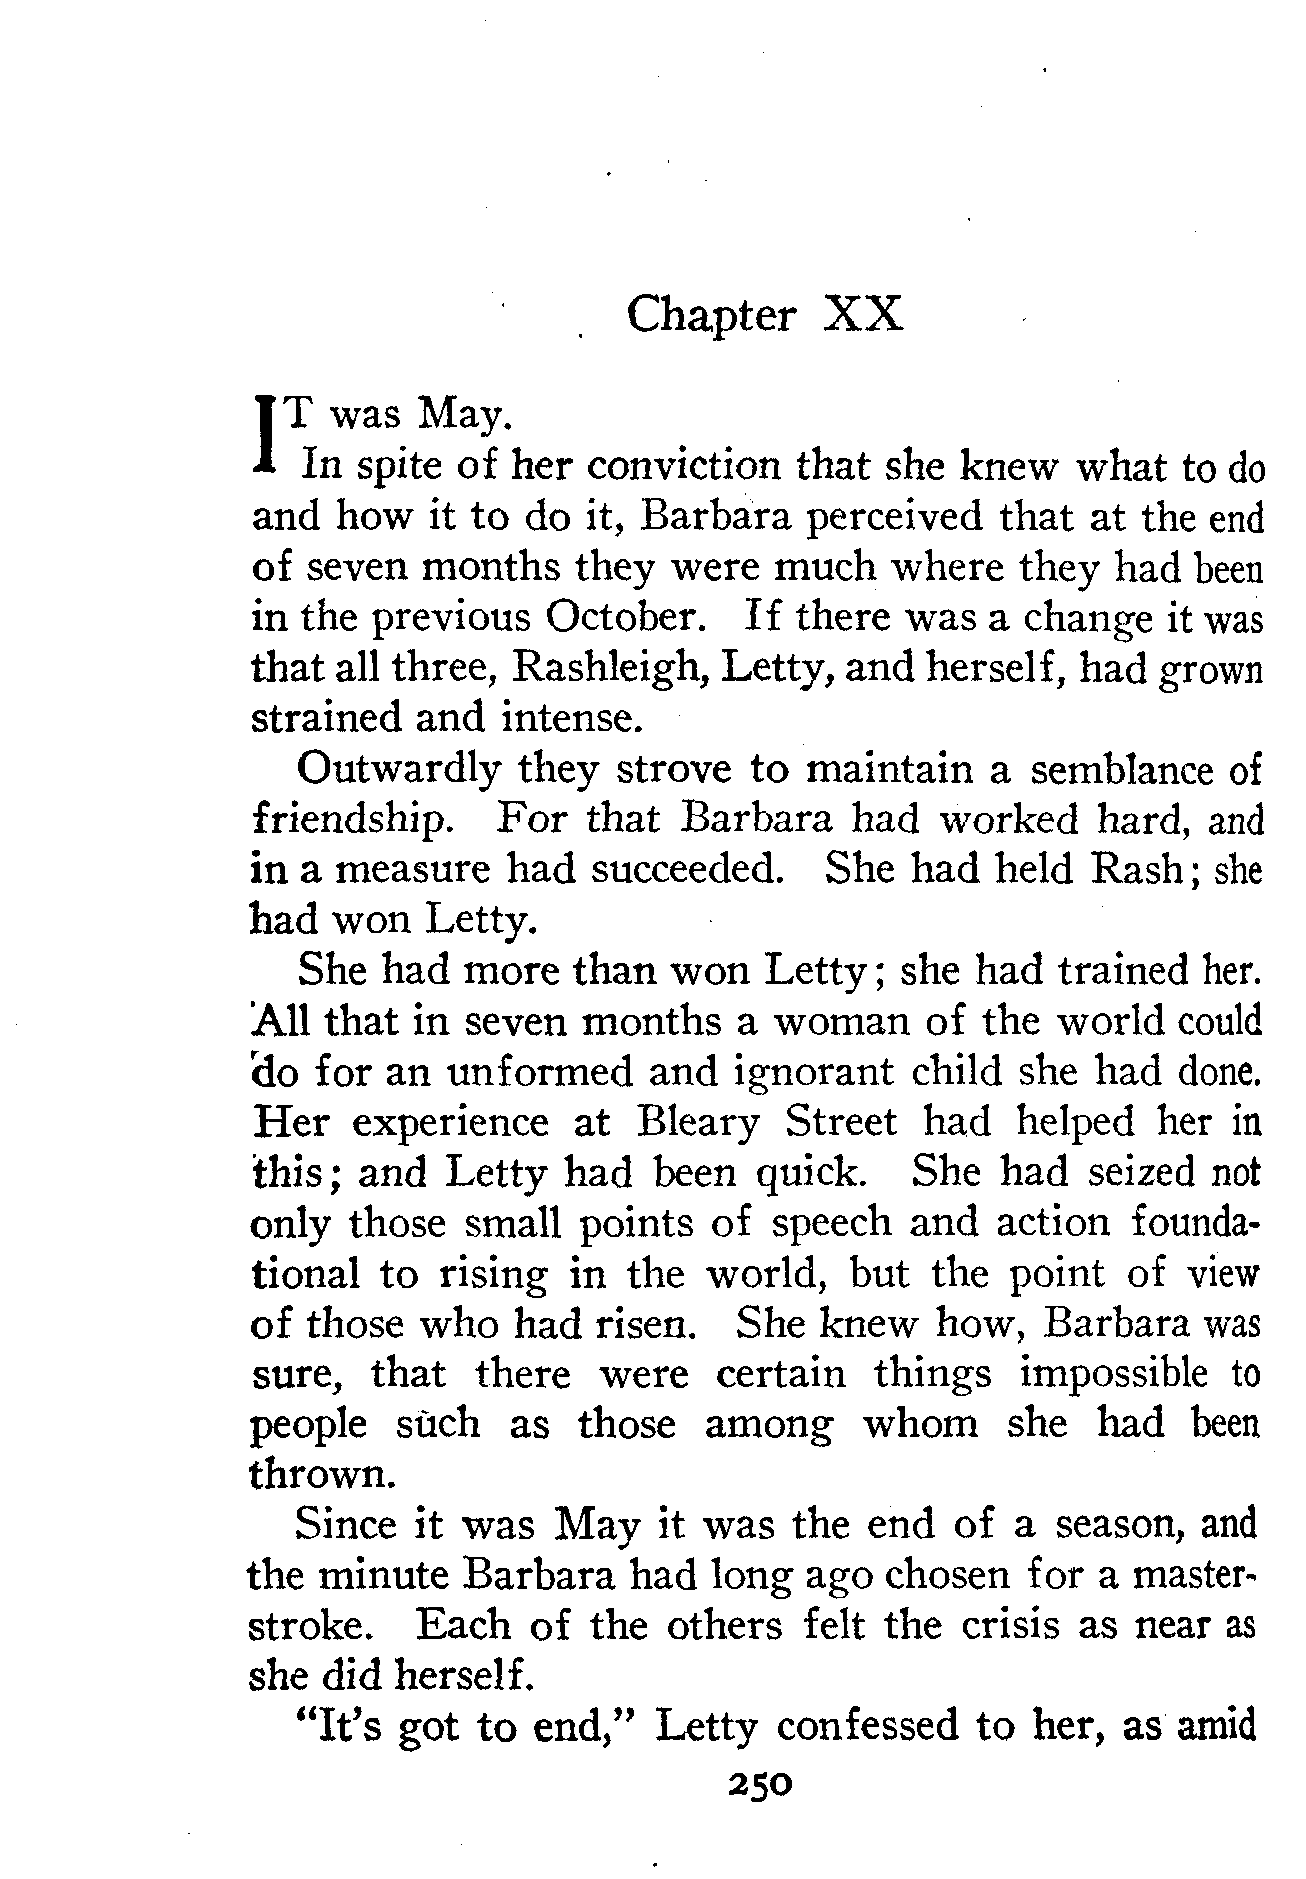 Chapter XX
IT was May.
In spite of her conviction that she knew what to do
and how it to do it, Barbara perceived that at the end
of seven months they were much where they had been
in the previous October. If there was a change it was
that all three, Rashleigh, Letty, and herself, had grown
strained and intense.
Outwardly they strove to maintain a semblance of
friendship. For that Barbara had worked hard, and
in a measure had succeeded. She had held Rash; she
had won Letty.
She had more than won Letty; she had trained her.
All that in seven months a woman of the world could
do for an unformed and ignorant child she had done.
Her experience at Bleary Street had helped her in
this; and Letty had been quick. She had seized not
only those small points of speech and action founda-
tional to rising in the world, but the point of view
of those who had risen. She knew how, Barbara was
sure, that there were certain things impossible to
people such as those among whom she had been
thrown.
Since it was May it was the end of a season, and
the minute Barbara had long ago chosen for a master-
stroke. Each of the others felt the crisis as near as
she did herself.
“It's got to end,” Letty confessed to her, as amid
250